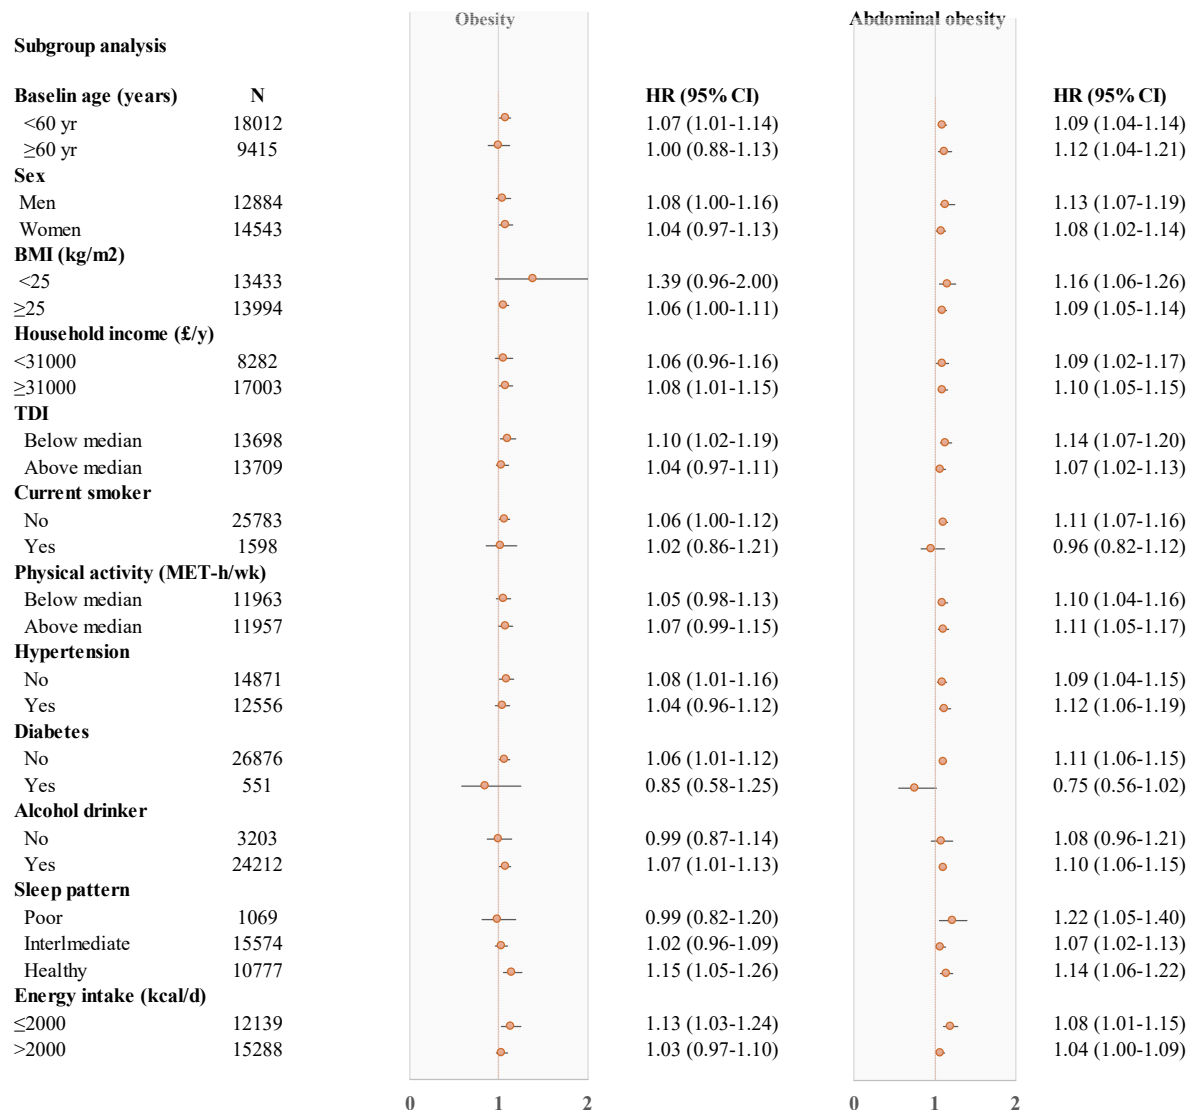 Obesity Abdominal obesity
Subgroup analysis
Baselin age (years) N HR (95% CI) HR (95% CI)
<60 yr 18012 1.07 (1.01-1.14) 1.09 (1.04-1.14)
≥60 yr 9415 1.00 (0.88-1.13) 1.12 (1.04-1.21)
Sex
Men 12884 1.08 (1.00-1.16) 1.13 (1.07-1.19)
Women 14543 1.04 (0.97-1.13) 1.08 (1.02-1.14)
BMI (kg/m2)
<25 13433 1.39 (0.96-2.00) 1.16 (1.06-1.26)
≥25 13994 1.06 (1.00-1.11) 1.09 (1.05-1.14)
Household income (£/y)
<31000 8282 1.06 (0.96-1.16) 1.09 (1.02-1.17)
≥31000 17003 1.08 (1.01-1.15) 1.10 (1.05-1.15)
TDI
Below median 13698 1.10 (1.02-1.19) 1.14 (1.07-1.20)
Above median 13709 1.04 (0.97-1.11) 1.07 (1.02-1.13)
Current smoker
No 25783 1.06 (1.00-1.12) 1.11 (1.07-1.16)
Yes 1598 1.02 (0.86-1.21) 0.96 (0.82-1.12)
Physical activity (MET-h/wk)
Below median 11963 1.05 (0.98-1.13) 1.10 (1.04-1.16)
Above median 11957 1.07 (0.99-1.15) 1.11 (1.05-1.17)
Hypertension
No 14871 1.08 (1.01-1.16) 1.09 (1.04-1.15)
Yes 12556 1.04 (0.96-1.12) 1.12 (1.06-1.19)
Diabetes
No 26876 1.06 (1.01-1.12) 1.11 (1.06-1.15)
Yes 551 0.85 (0.58-1.25) 0.75 (0.56-1.02)
Alcohol drinker
No 3203 0.99 (0.87-1.14) 1.08 (0.96-1.21)
Yes 24212 1.07 (1.01-1.13) 1.10 (1.06-1.15)
Sleep pattern
Poor 1069 0.99 (0.82-1.20) 1.22 (1.05-1.40)
Interlmediate 15574 1.02 (0.96-1.09) 1.07 (1.02-1.13)
Healthy 10777 1.15 (1.05-1.26) 1.14 (1.06-1.22)
Energy intake (kcal/d)
≤2000 12139 1.13 (1.03-1.24) 1.08 (1.01-1.15)
>2000 15288 1.03 (0.97-1.10) 1.04 (1.00-1.09)
0 1 2 0 1 2